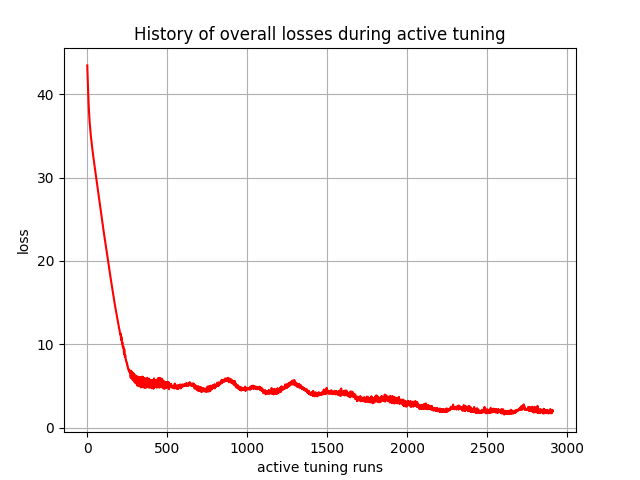 History of overall losses during active tuning
40
30
20
10
0
loss
0 500 1000 1500 2000 2500 3000
active tuning runs